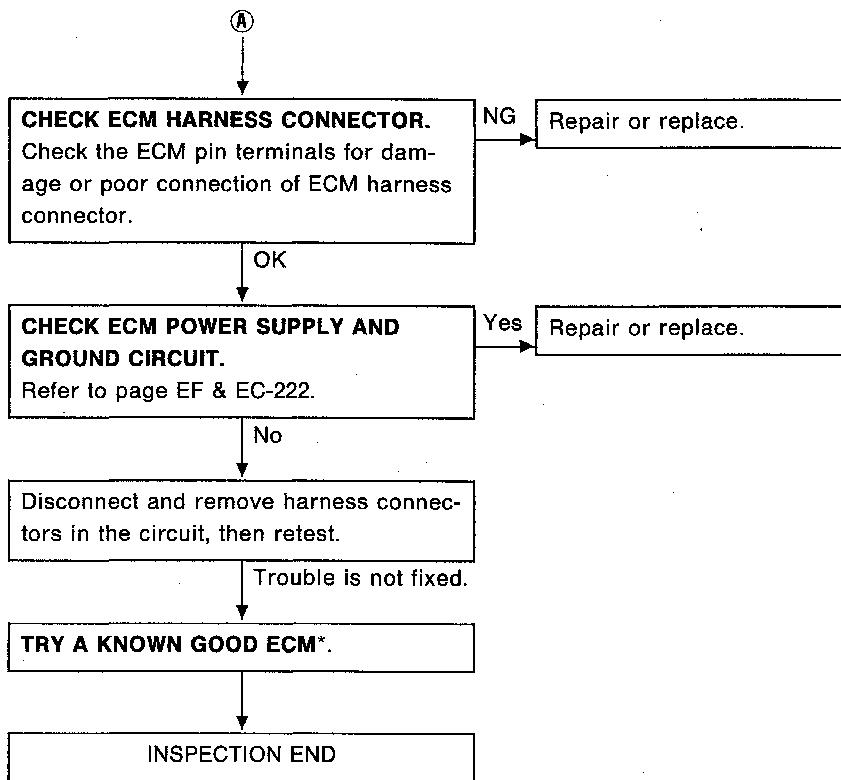 A
CHECK ECM HARNESS CONNECTOR.
Check the ECM pin terminals for dam-
age or poor connection of ECM harness
connector.
NG
Repair or replace.
OK
CHECK ECM POWER SUPPLY AND
GROUND CIRCUIT.
Refer to page EF & EC-222.
Yes
Repair or replace.
No
Disconnect and remove harness connec-
tors in the circuit, then retest.
Trouble is not fixed.
TRY A KNOWN GOOD ECM*.
INSPECTION END